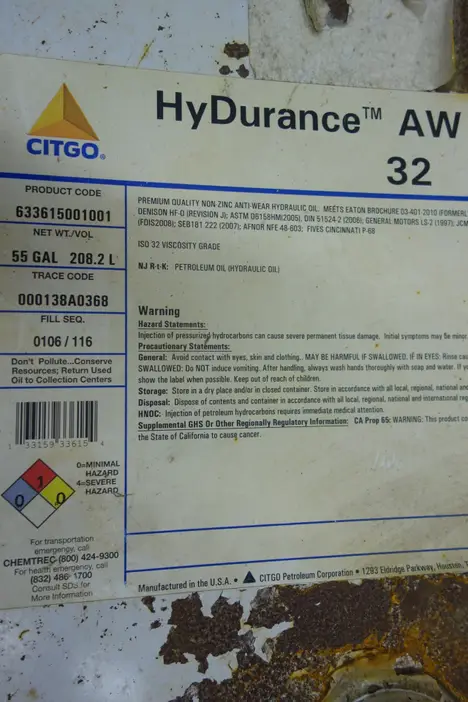 CITGO®
HyDurance™ AW
32
PRODUCT CODE
633615001001
NET WT./VOL
55 GAL 208.2 L
TRACE CODE
000138A0368
FILL SEQ.
0106 / 116
Don't Pollute...Conserve
Resources; Return Used
Oil to Collection Centers
33159 33615 4
0=MINIMAL
HAZARD
4=SEVERE
HAZARD
0 0
For transportation
emergency, call
CHEMTREC (800) 424-9300
For health emergency, call
(832) 486-1700
Consult SDSs for
More Information
PREMIUM QUALITY NON-ZINC ANTI-WEAR HYDRAULIC OIL: MEETS EATON BROCHURE 03-401-2010 (FORMERL
DENISON HF-0 (REVISION J); ASTM D6158HM(2005), DIN 51524-2 (2006); GENERAL MOTORS LS-2 (1997); JCM
(FDIS2008); SEB181 222 (2007); AFNOR NFE 48-603; FIVES CINCINNATI P-68
ISO 32 VISCOSITY GRADE
NJ R-t-K: PETROLEUM OIL (HYDRAULIC OIL)
Warning
Hazard Statements:
Injection of pressurized hydrocarbons can cause severe permanent tissue damage. Initial symptoms may be minor.
Precautionary Statements:
General: Avoid contact with eyes, skin and clothing.. MAY BE HARMFUL IF SWALLOWED. IF IN EYES: Rinse cau
SWALLOWED: Do NOT induce vomiting. After handling, always wash hands thoroughly with soap and water. If yo
show the label when possible. Keep out of reach of children.
Storage: Store in a dry place and/or in closed container. Store in accordance with all local, regional, national an
Disposal: Dispose of contents and container in accordance with all local, regional, national and international reg
HNOC: Injection of petroleum hydrocarbons requires immediate medical attention.
Supplemental GHS Or Other Regionally Regulatory Information: CA Prop 65: WARNING: This product co
the State of California to cause cancer.
Manufactured in the U.S.A. • CITGO Petroleum Corporation • 1293 Eldridge Parkway, Houston,